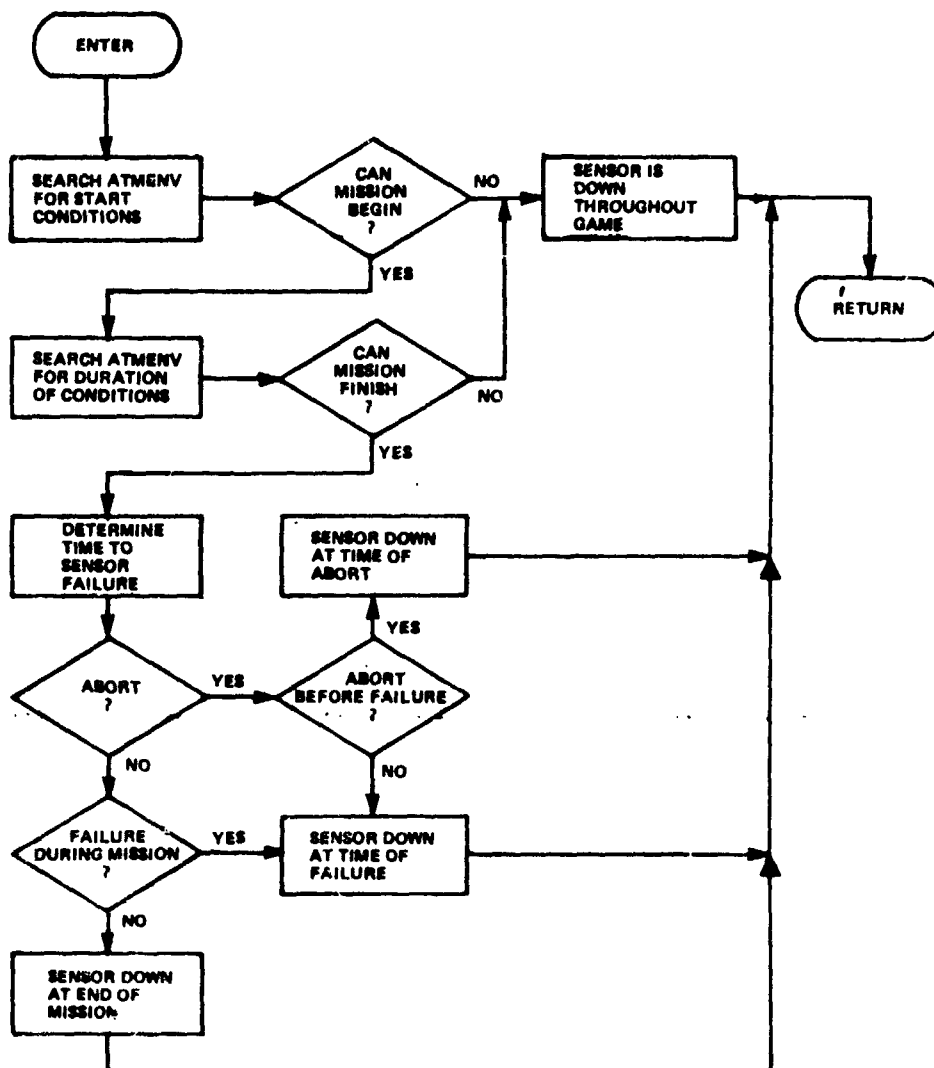 ENTER
SEARCH ATMENV
FOR START
CONDITIONS
CAN
MISSION
BEGIN
?
NO
SENSOR IS
DOWN
THROUGHOUT
GAME
YES
RETURN
SEARCH ATMENV
FOR DURATION
OF CONDITIONS
CAN
MISSION
FINISH
?
NO
YES
DETERMINE
TIME TO
SENSOR
FAILURE
SENSOR DOWN
AT TIME OF
ABORT
YES
ABORT
?
YES
ABORT
BEFORE FAILURE
?
NO
NO
FAILURE
DURING MISSION
?
YES
SENSOR DOWN
AT TIME OF
FAILURE
NO
SENSOR DOWN
AT END OF
MISSION